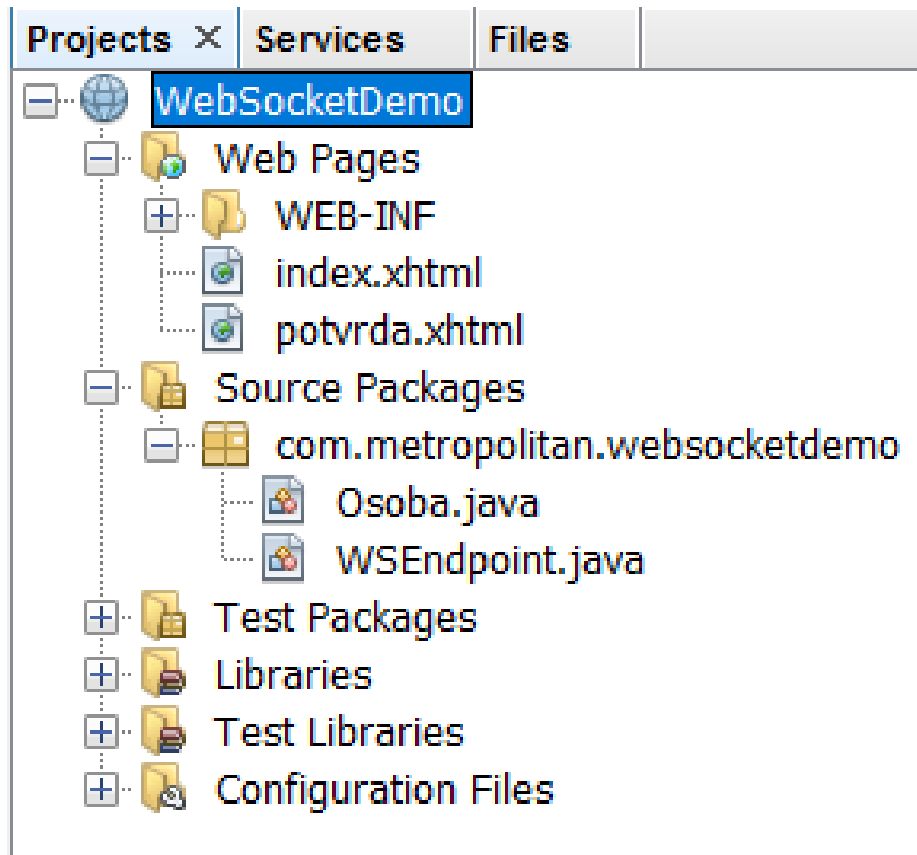 Projects Services Files
WebSocketDemo
Web Pages
WEB-INF
index.xhtml
potvrda.xhtml
Source Packages
com.metropolitan.websocketdemo
Osoba.java
WSEndpoint.java
Test Packages
Libraries
Test Libraries
Configuration Files